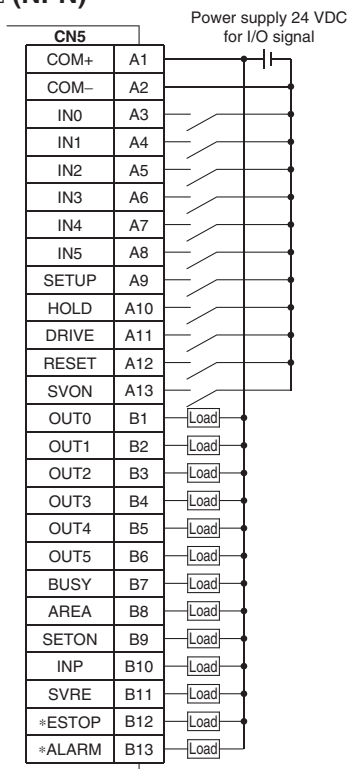 (NPN)
Power supply 24 VDC
for I/O signal
CN5
COM+ A1
COM− A2
IN0 A3
IN1 A4
IN2 A5
IN3 A6
IN4 A7
IN5 A8
SETUP A9
HOLD A10
DRIVE A11
RESET A12
SVON A13
OUT0 B1 Load
OUT1 B2 Load
OUT2 B3 Load
OUT3 B4 Load
OUT4 B5 Load
OUT5 B6 Load
BUSY B7 Load
AREA B8 Load
SETON B9 Load
INP B10 Load
SVRE B11 Load
∗ESTOP B12 Load
∗ALARM B13 Load